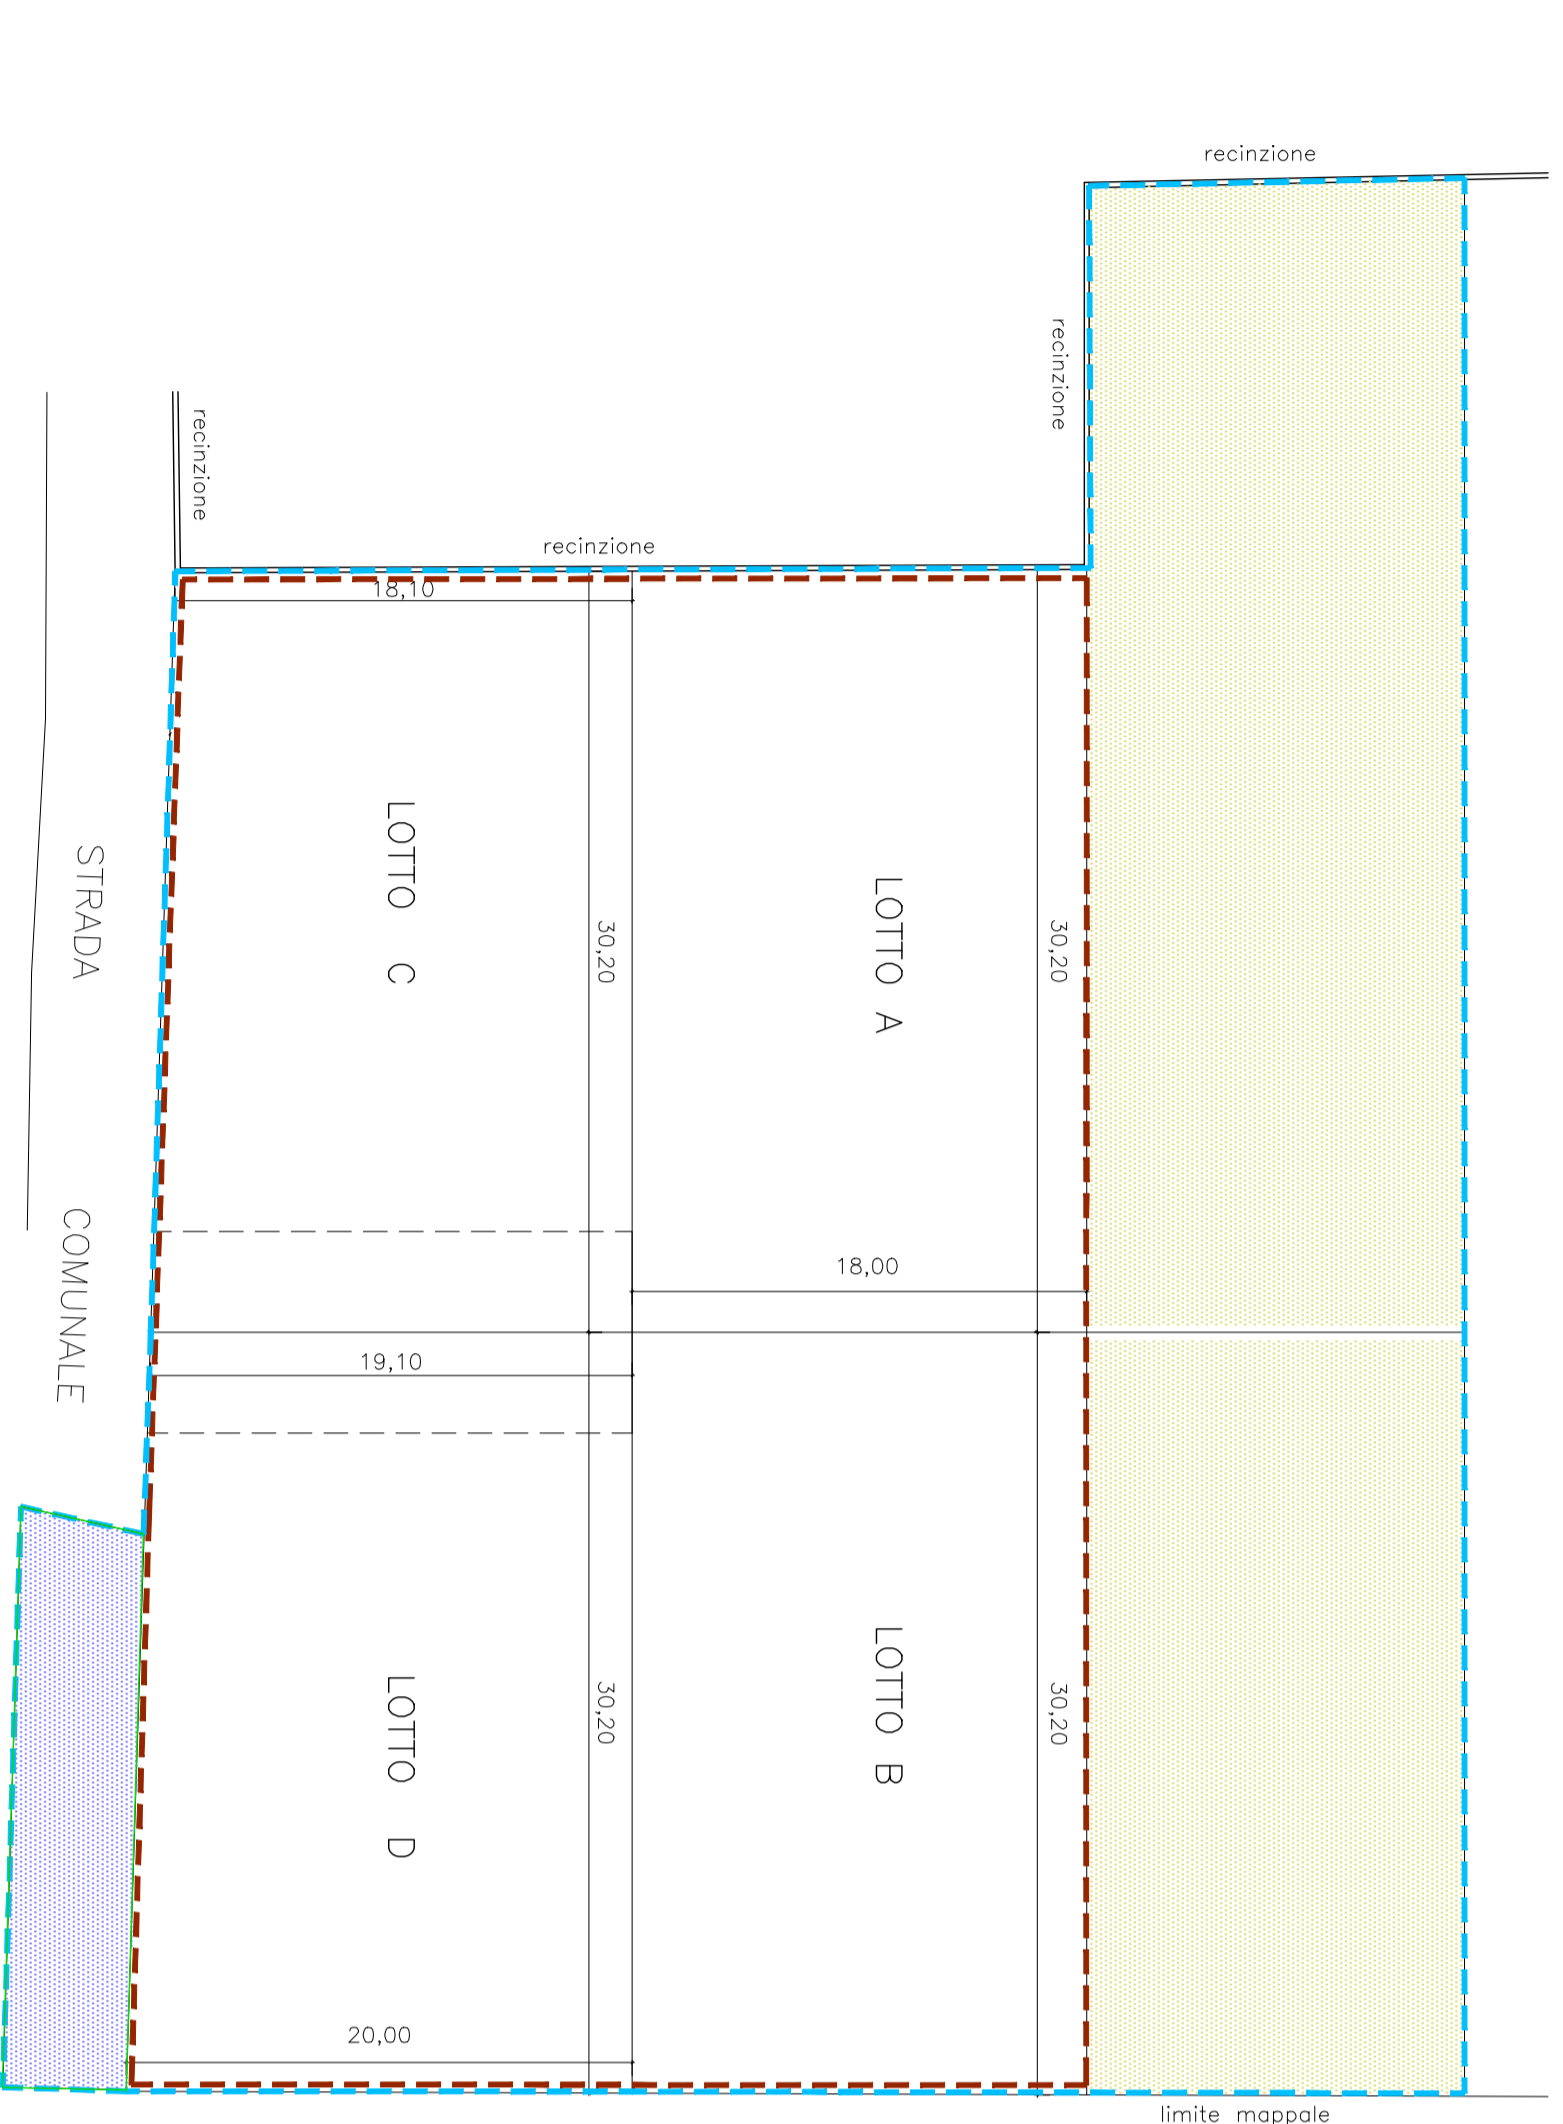 recinzione
recinzione
recinzione
recinzione
18,10
LOTTO C
LOTTO A
30,20
30,20
STRADA COMUNALE
18,00
19,10
LOTTO D
LOTTO B
30,20
30,20
20,00
limite mappale